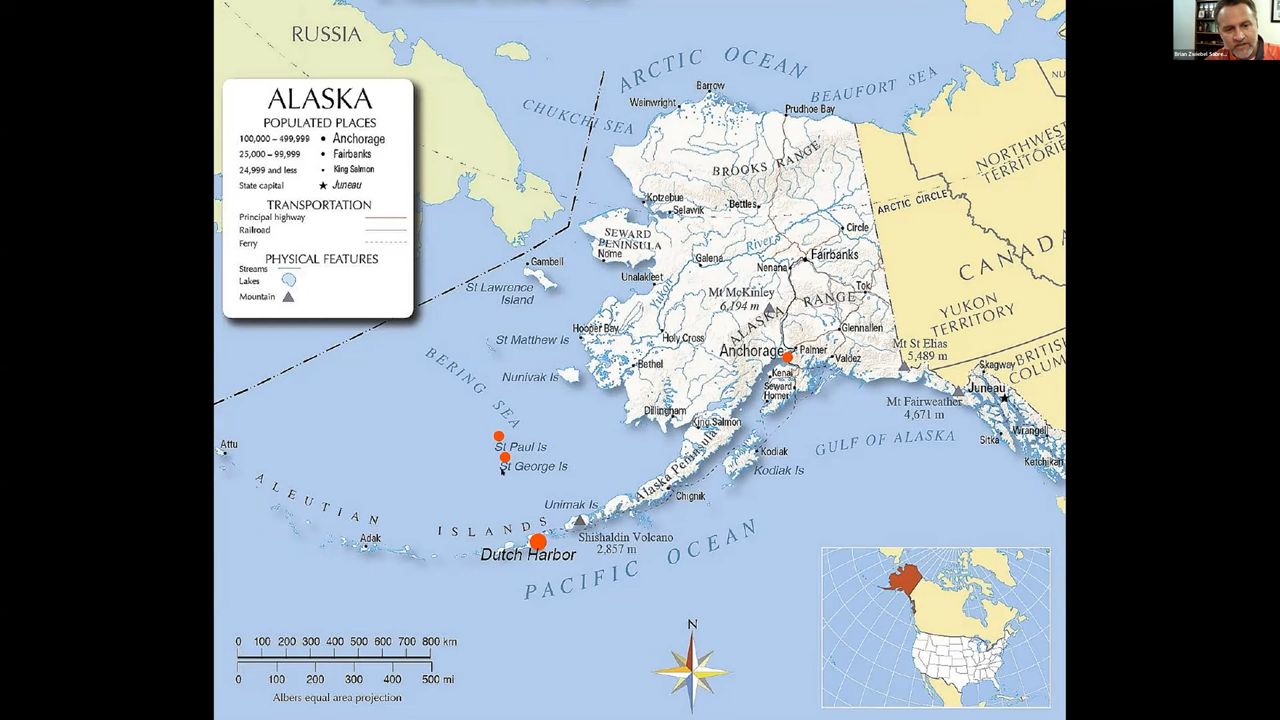 Brian Zwiebel Sabre...
RUSSIA
ARCTIC OCEAN
BEAUFORT SEA
CHUKCHI SEA
Barrow
Wainwright
Prudhoe Bay
ALASKA
POPULATED PLACES
100,000 – 499,999 • Anchorage
25,000 – 99,999 • Fairbanks
24,999 and less • King Salmon
State capital ★ Juneau
TRANSPORTATION
Principal highway
Railroad
Ferry
PHYSICAL FEATURES
Streams
Lakes
Mountain
NU
NORTHWEST
TERRITORIE
BROOKS RANGE
ARCTIC CIRCLE
Kotzebue
Selawik
Bettles
Circle
SEWARD
PENINSULA
Nome
River
Yukon
Galena
Fairbanks
Nenana
CANADA
Gambell
St Lawrence
Island
Unalakleet
Mt McKinley
6,194 m
Tok
ALASKA RANGE
YUKON
TERRITORY
Hooper Bay
St Matthew Is
Holy Cross
Glennallen
Anchorage
Palmer
Valdez
Mt St Elias
5,489 m
BRITISH
COLUM
Skagway
BERING SEA
Nunivak Is
Bethel
Kenai
Seward
Homer
Juneau
Mt Fairweather
4,671 m
Dillingham
King Salmon
Sitka
Wrangell
Ketchikan
GULF OF ALASKA
Attu
St Paul Is
St George Is
Alaska Peninsula
Kodiak
Kodiak Is
ALEUTIAN ISLANDS
Unimak Is
Chignik
Adak
Dutch Harbor
Shishaldin Volcano
2,857 m
PACIFIC OCEAN
N
0 100 200 300 400 500 600 700 800 km
0 100 200 300 400 500 mi
Albers equal area projection